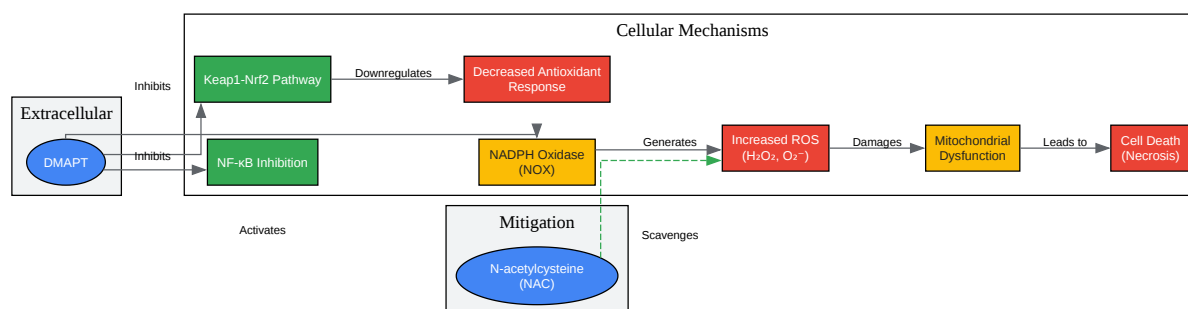 Cellular Mechanisms
Keap1-Nrf2 Pathway
Downregulates
Decreased Antioxidant
Response
Inhibits
Extracellular
DMAPT
Inhibits
NF-κB Inhibition
NADPH Oxidase
(NOX)
Generates
Increased ROS
(H₂O₂, O₂⁻)
Damages
Mitochondrial
Dysfunction
Leads to
Cell Death
(Necrosis)
Activates
Mitigation
N-acetylcysteine
(NAC)
Scavenges